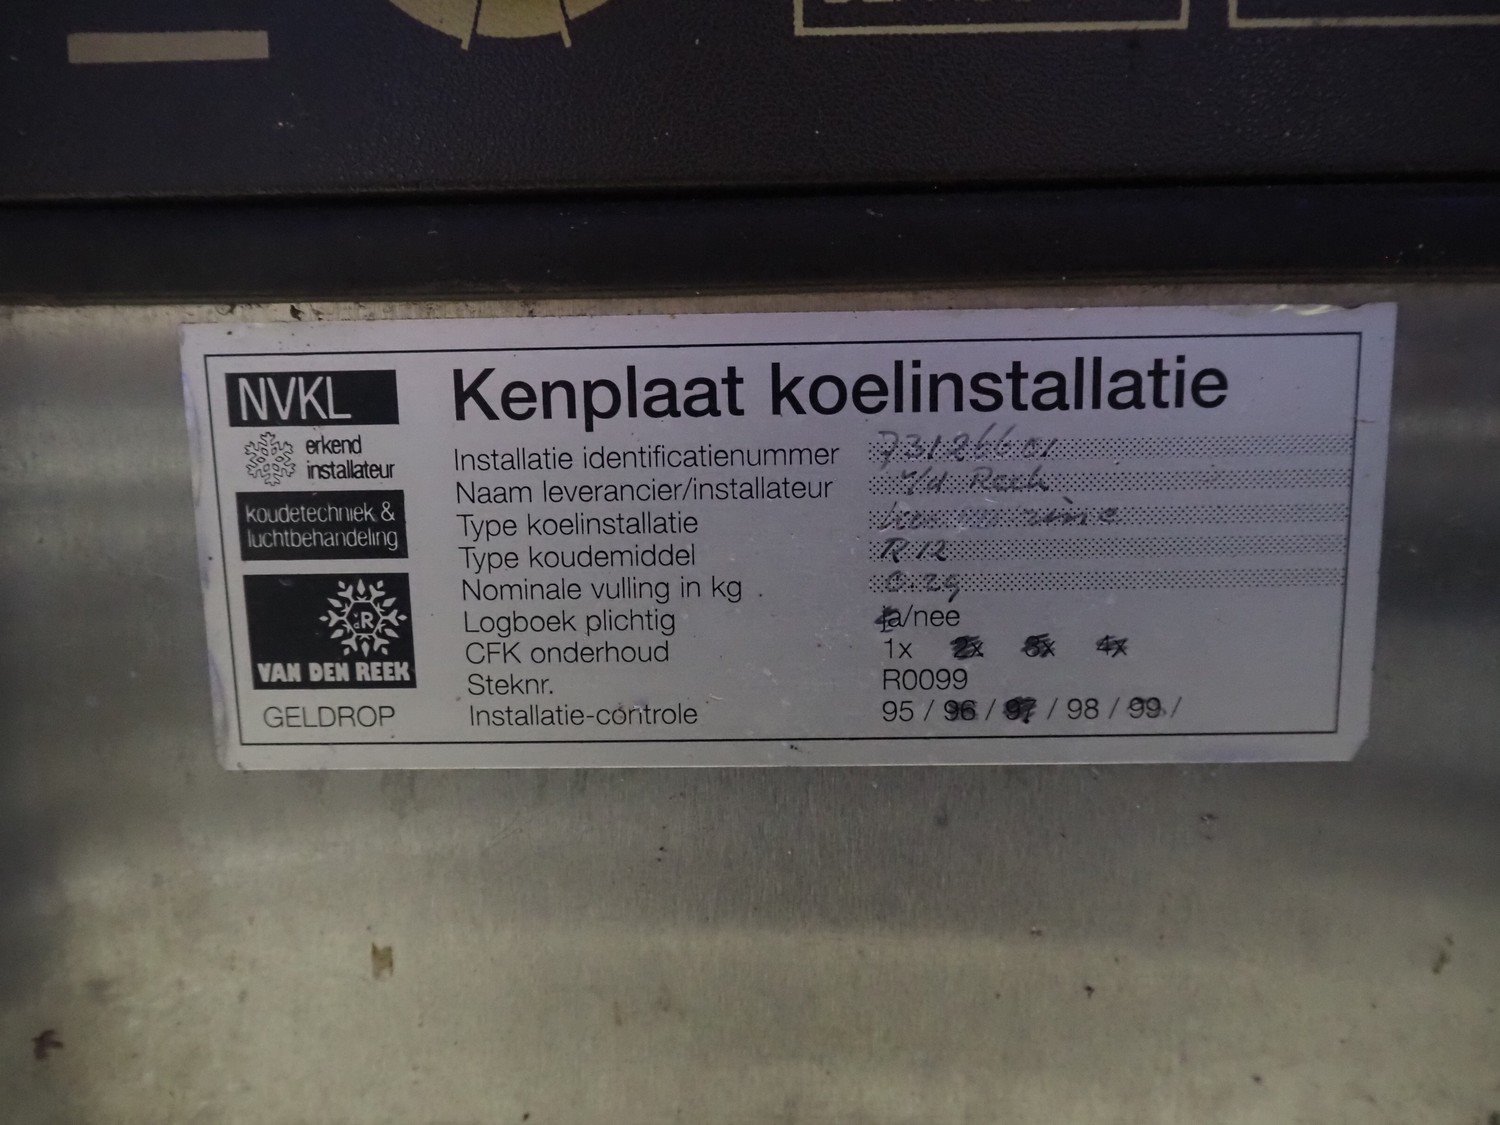 NVKL
erkend
installateur
koudetechniek &
luchtbehandeling
VAN DEN REEK
GELDROP
Kenplaat koelinstallatie
Installatie identificatienummer
Naam leverancier/installateur v/d Reek
Type koelinstallatie
Type koudemiddel R12
Nominale vulling in kg
Logboek plichtig ja/nee
CFK onderhoud 1x 2x 3x 4x
Steknr. R0099
Installatie-controle 95 / 96 / 97 / 98 / 99 /